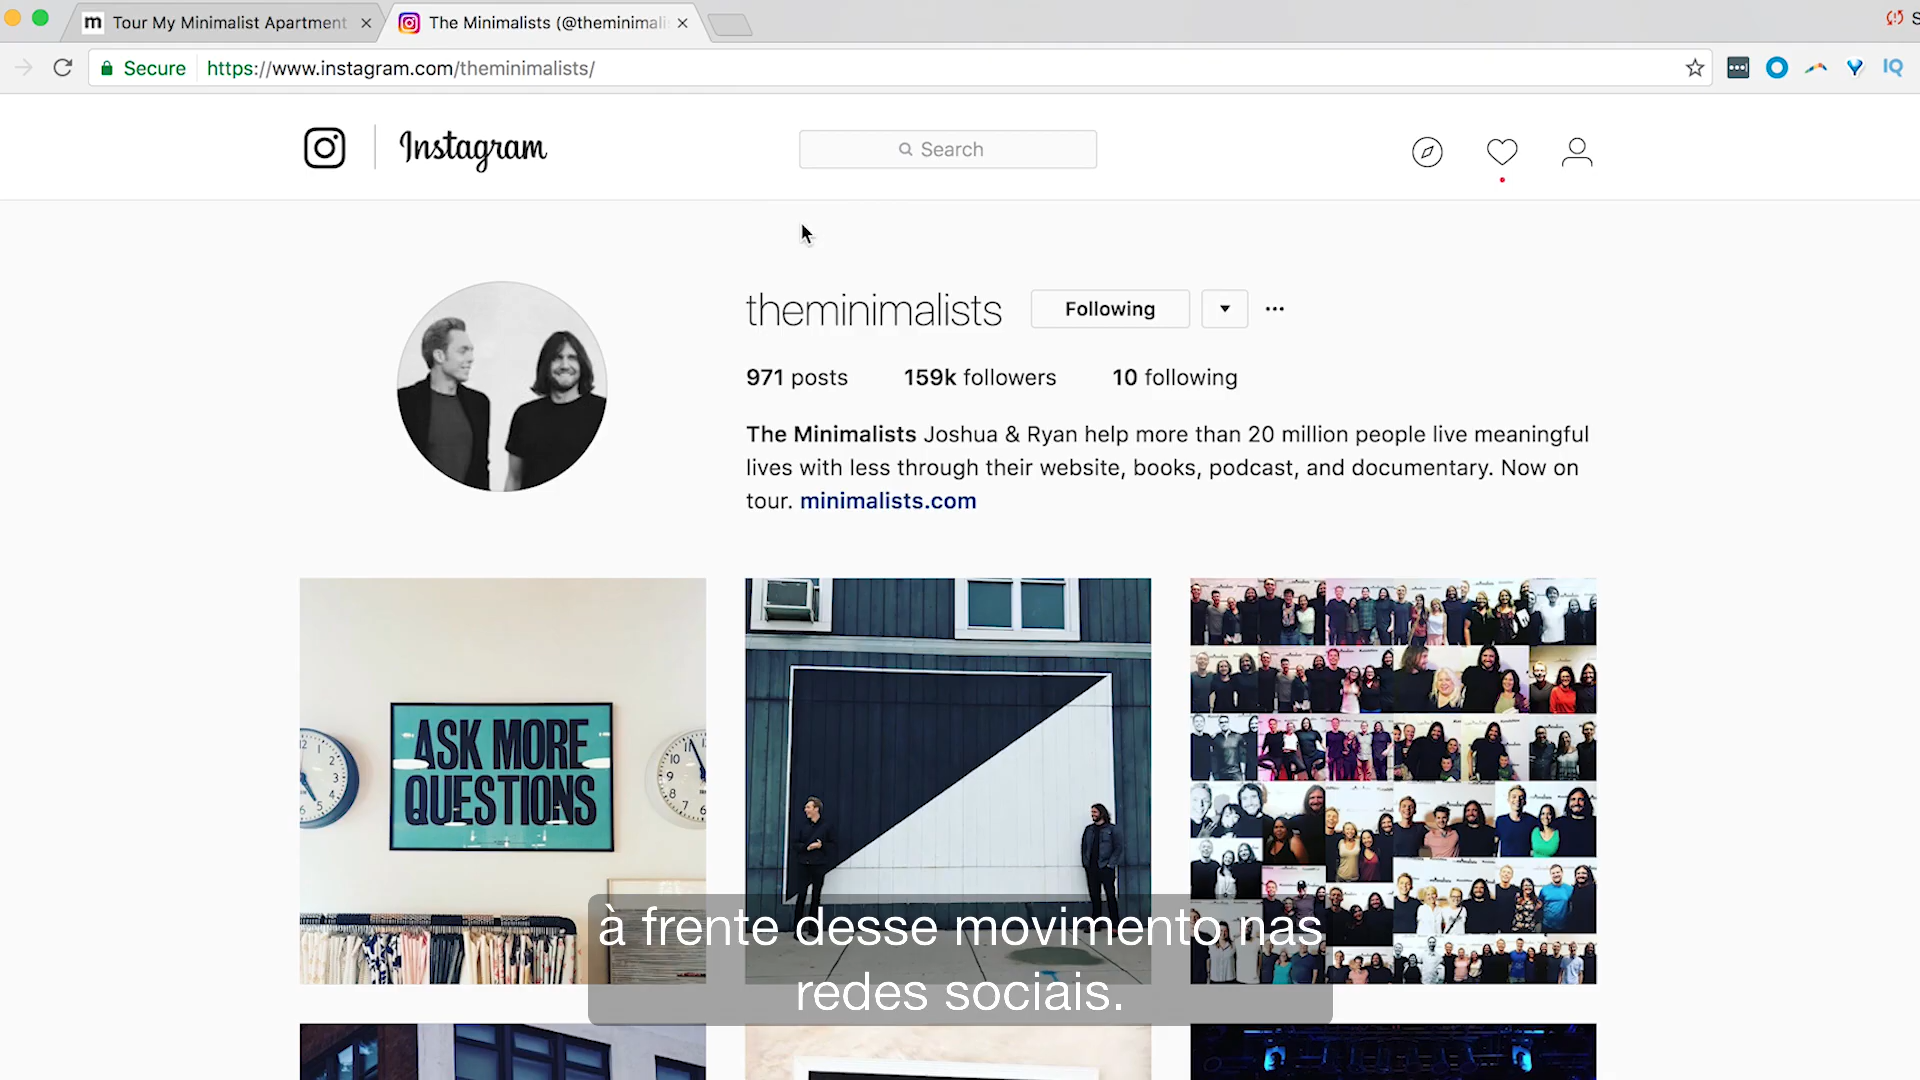 m Tour My Minimalist Apartment
The Minimalists (@theminimali
Secure https://www.instagram.com/theminimalists/
IQ
Instagram
Search
theminimalists Following
971 posts 159k followers 10 following
The Minimalists Joshua & Ryan help more than 20 million people live meaningful
lives with less through their website, books, podcast, and documentary. Now on
tour. minimalists.com
ASK MORE
QUESTIONS
à frente desse movimento nas
redes sociais.